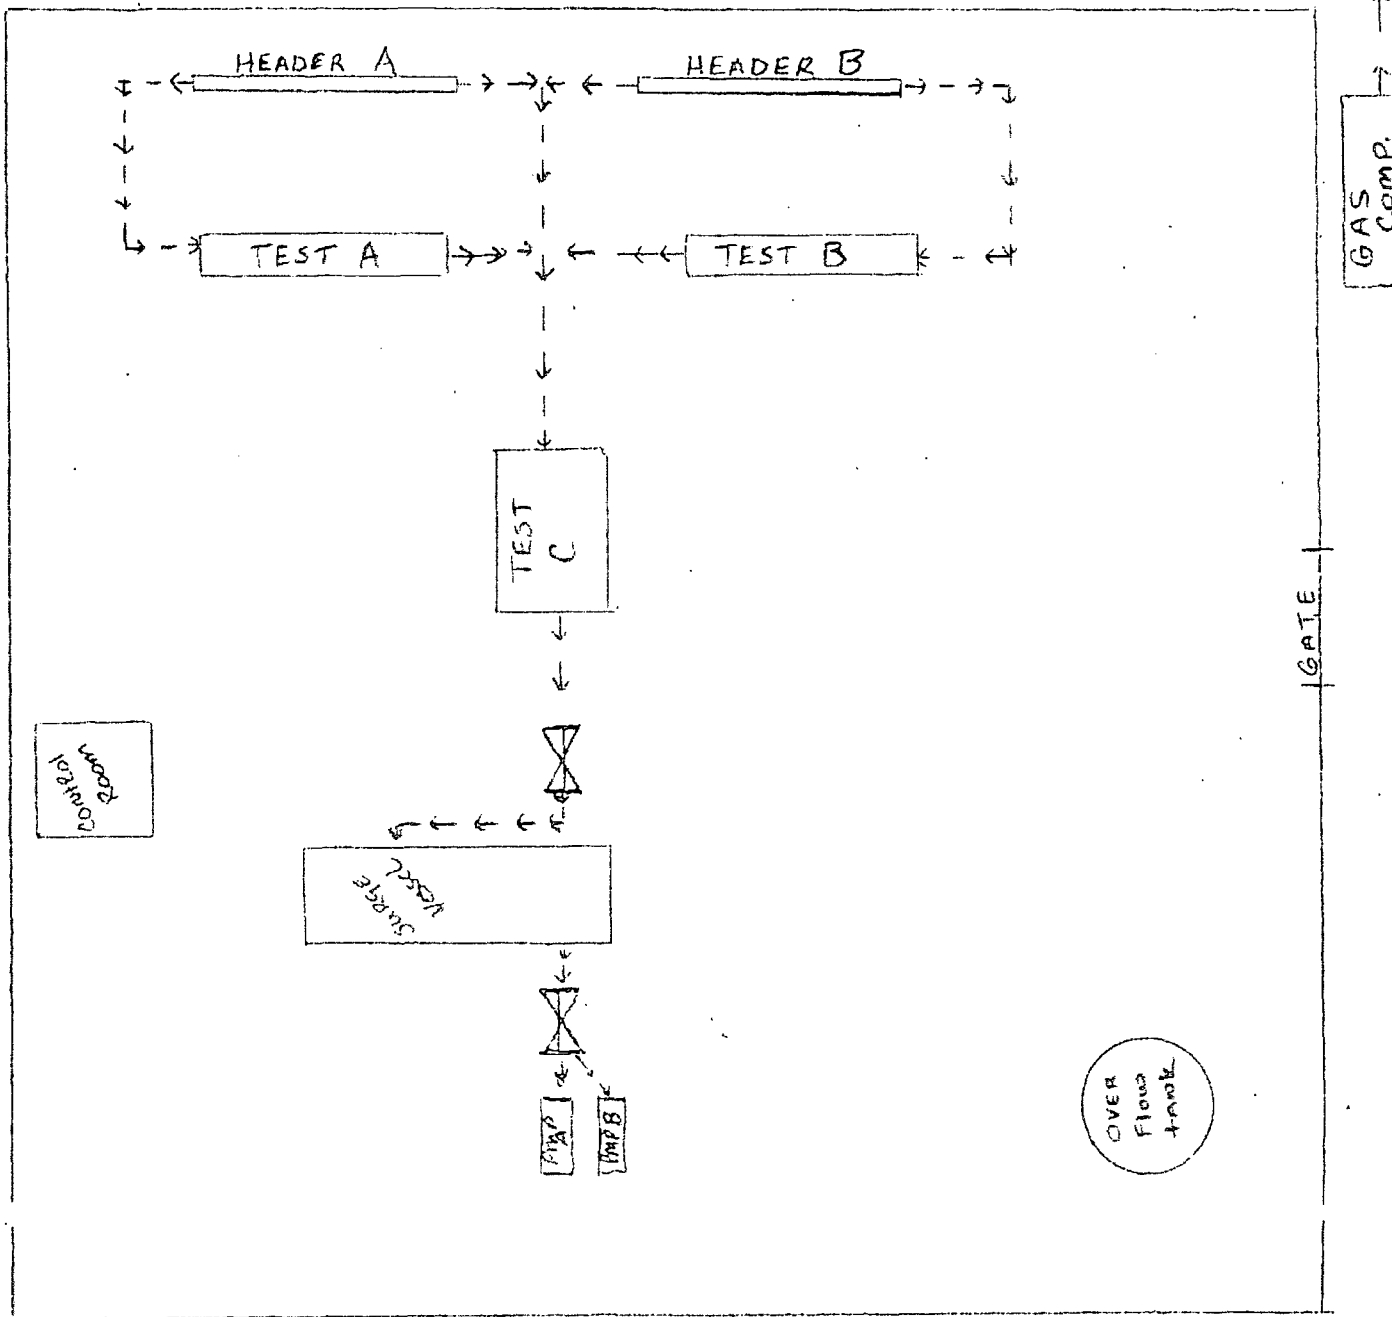 HEADER A
HEADER B
GAS
COMP.
TEST A
TEST B
TEST
C
GATE
CONTROL
ROOM
SURGE
VESSEL
OVER
Flow
tANK
PMP
A
PMP B